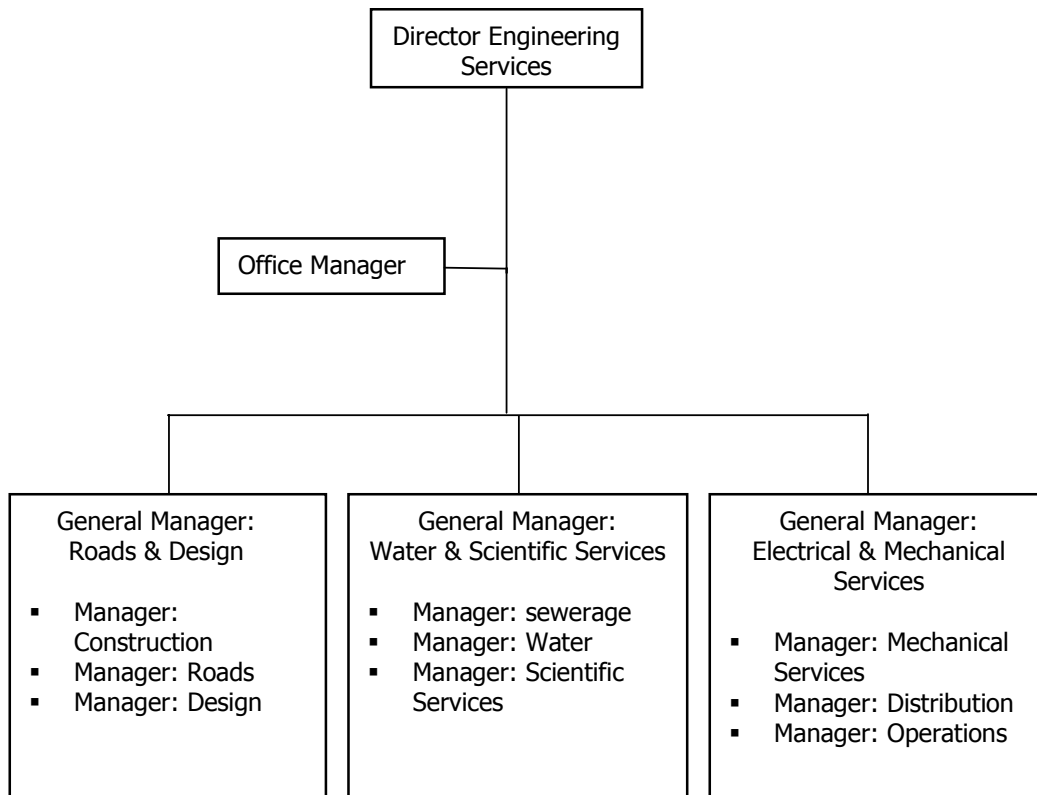 Director Engineering
Services
Office Manager
General Manager:
Roads & Design
▪ Manager:
Construction
▪ Manager: Roads
▪ Manager: Design
General Manager:
Water & Scientific Services
▪ Manager: sewerage
▪ Manager: Water
▪ Manager: Scientific
Services
General Manager:
Electrical & Mechanical
Services
▪ Manager: Mechanical
Services
▪ Manager: Distribution
▪ Manager: Operations